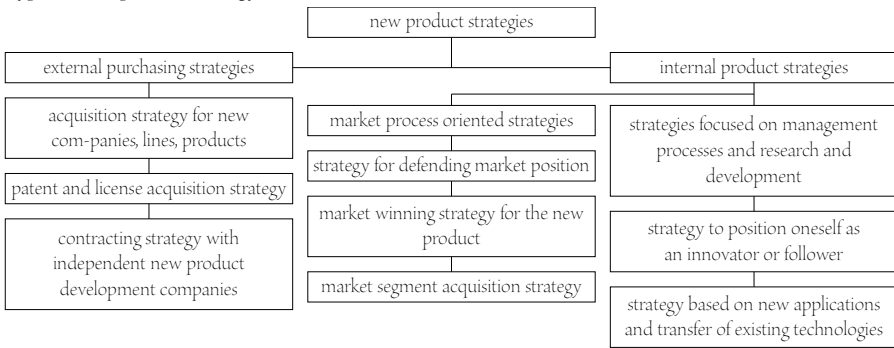 new product strategies
external purchasing strategies
internal product strategies
acquisition strategy for new
com-panies, lines, products
patent and license acquisition strategy
contracting strategy with
independent new product
development companies
market process oriented strategies
strategy for defending market position
market winning strategy for the new
product
market segment acquisition strategy
strategies focused on management
processes and research and
development
strategy to position oneself as
an innovator or follower
strategy based on new applications
and transfer of existing technologies